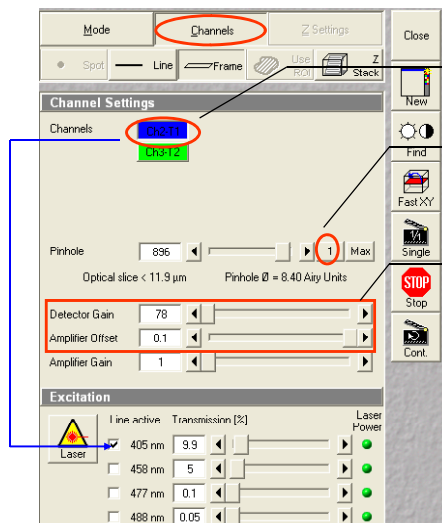 Mode Channels Z Settings Close
Spot Line Frame Use ROI Z Stack
New
Channel Settings
Channels Ch2-T1
Ch3-T2
Find
Fast XY
Pinhole 896 1 Max
Single
Optical slice < 11.9 µm Pinhole Ø = 8.40 Airy Units
STOP
Stop
Detector Gain 78
Amplifier Offset 0.1
Amplifier Gain 1
Cont.
Excitation
Line active Transmission [%] Laser Power
Laser
405 nm 9.9
458 nm 5
477 nm 0.1
488 nm 0.05